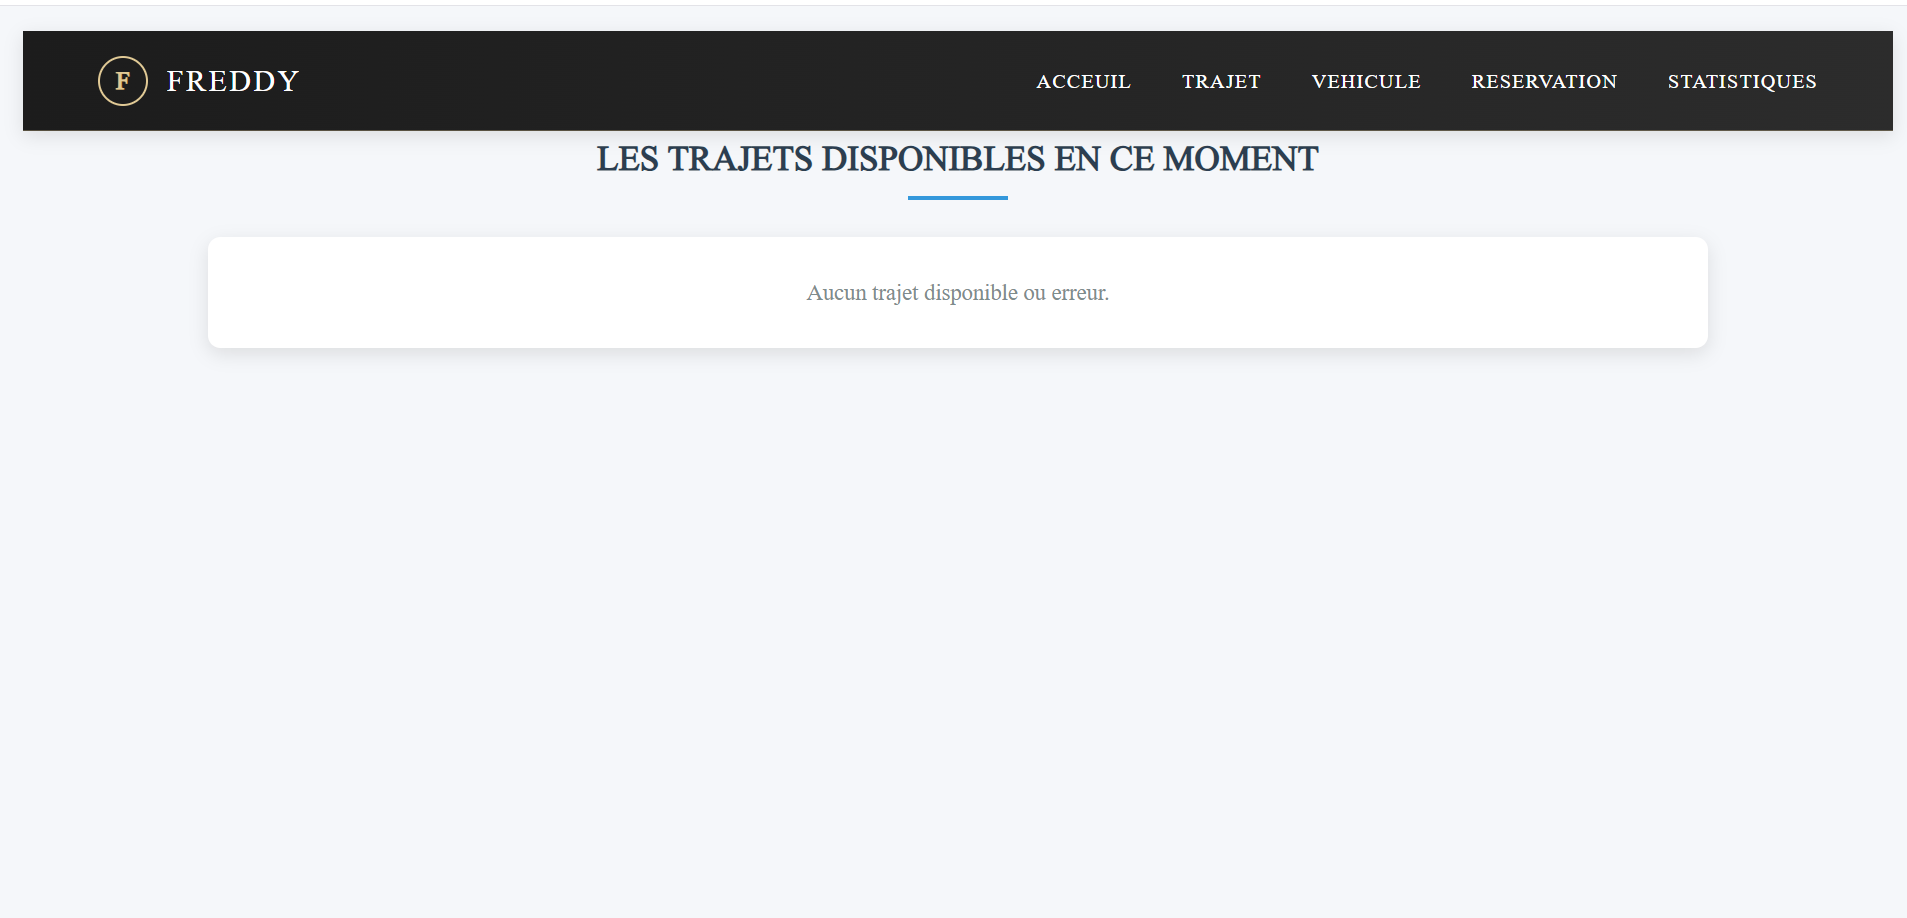 F FREDDY ACCEUIL TRAJET VEHICULE RESERVATION STATISTIQUES
LES TRAJETS DISPONIBLES EN CE MOMENT
Aucun trajet disponible ou erreur.